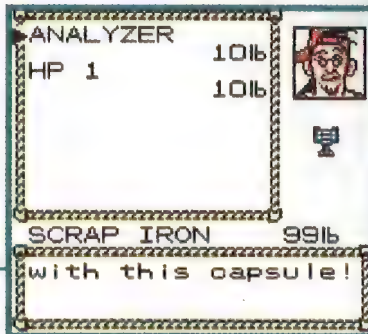 ANALYZER
10lb
HP 1
10lb
SCRAP IRON 99lb
with this capsule!